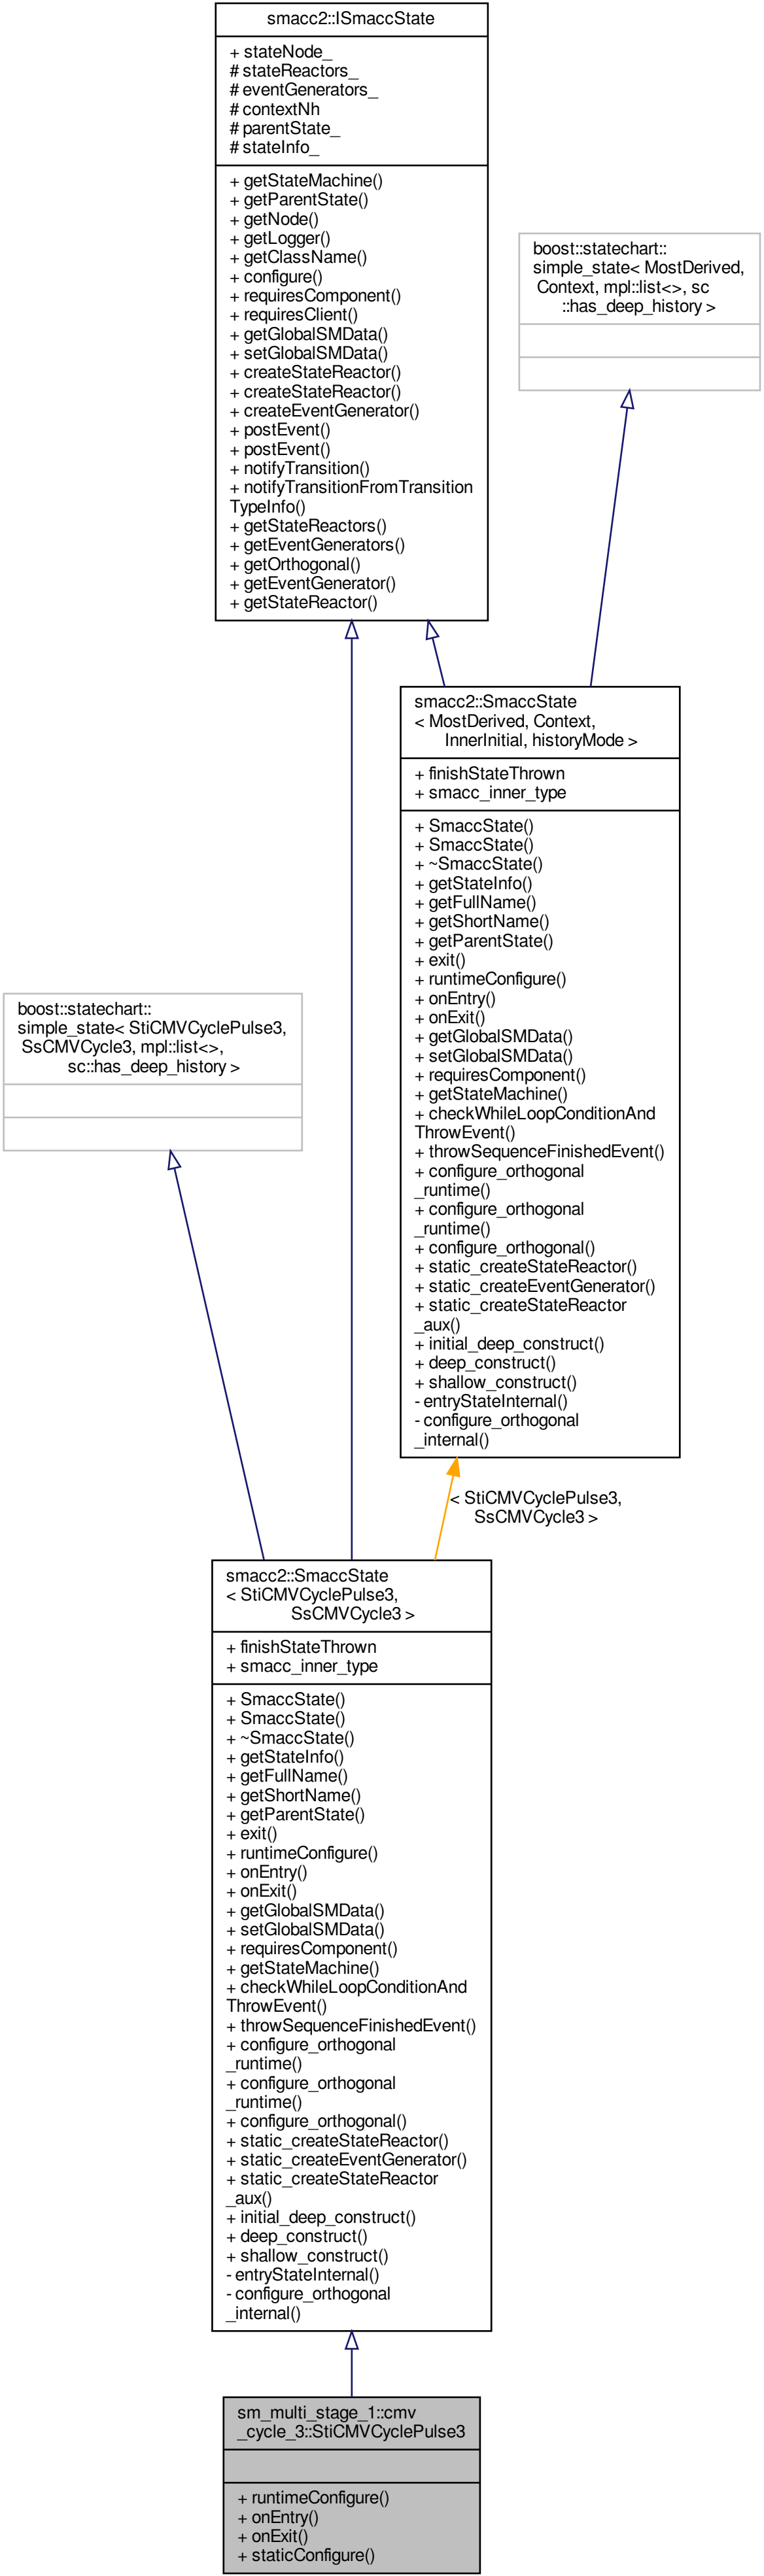 smacc2::ISmaccState
+ stateNode_
# stateReactors_
# eventGenerators_
# contextNh
# parentState_
# stateInfo_
+ getStateMachine()
+ getParentState()
+ getNode()
+ getLogger()
+ getClassName()
+ configure()
+ requiresComponent()
+ requiresClient()
+ getGlobalSMData()
+ setGlobalSMData()
+ createStateReactor()
+ createStateReactor()
+ createEventGenerator()
+ postEvent()
+ postEvent()
+ notifyTransition()
+ notifyTransitionFromTransition
TypeInfo()
+ getStateReactors()
+ getEventGenerators()
+ getOrthogonal()
+ getEventGenerator()
+ getStateReactor()
boost::statechart::
simple_state< MostDerived,
Context, mpl::list<>, sc
::has_deep_history >
smacc2::SmaccState
< MostDerived, Context,
InnerInitial, historyMode >
+ finishStateThrown
+ smacc_inner_type
+ SmaccState()
+ SmaccState()
+ ~SmaccState()
+ getStateInfo()
+ getFullName()
+ getShortName()
+ getParentState()
+ exit()
+ runtimeConfigure()
+ onEntry()
+ onExit()
+ getGlobalSMData()
+ setGlobalSMData()
+ requiresComponent()
+ getStateMachine()
+ checkWhileLoopConditionAnd
ThrowEvent()
+ throwSequenceFinishedEvent()
+ configure_orthogonal
_runtime()
+ configure_orthogonal
_runtime()
+ configure_orthogonal()
+ static_createStateReactor()
+ static_createEventGenerator()
+ static_createStateReactor
_aux()
+ initial_deep_construct()
+ deep_construct()
+ shallow_construct()
- entryStateInternal()
- configure_orthogonal
_internal()
boost::statechart::
simple_state< StiCMVCyclePulse3,
SsCMVCycle3, mpl::list<>,
sc::has_deep_history >
< StiCMVCyclePulse3,
SsCMVCycle3 >
smacc2::SmaccState
< StiCMVCyclePulse3,
SsCMVCycle3 >
+ finishStateThrown
+ smacc_inner_type
+ SmaccState()
+ SmaccState()
+ ~SmaccState()
+ getStateInfo()
+ getFullName()
+ getShortName()
+ getParentState()
+ exit()
+ runtimeConfigure()
+ onEntry()
+ onExit()
+ getGlobalSMData()
+ setGlobalSMData()
+ requiresComponent()
+ getStateMachine()
+ checkWhileLoopConditionAnd
ThrowEvent()
+ throwSequenceFinishedEvent()
+ configure_orthogonal
_runtime()
+ configure_orthogonal
_runtime()
+ configure_orthogonal()
+ static_createStateReactor()
+ static_createEventGenerator()
+ static_createStateReactor
_aux()
+ initial_deep_construct()
+ deep_construct()
+ shallow_construct()
- entryStateInternal()
- configure_orthogonal
_internal()
sm_multi_stage_1::cmv
_cycle_3::StiCMVCyclePulse3
+ runtimeConfigure()
+ onEntry()
+ onExit()
+ staticConfigure()